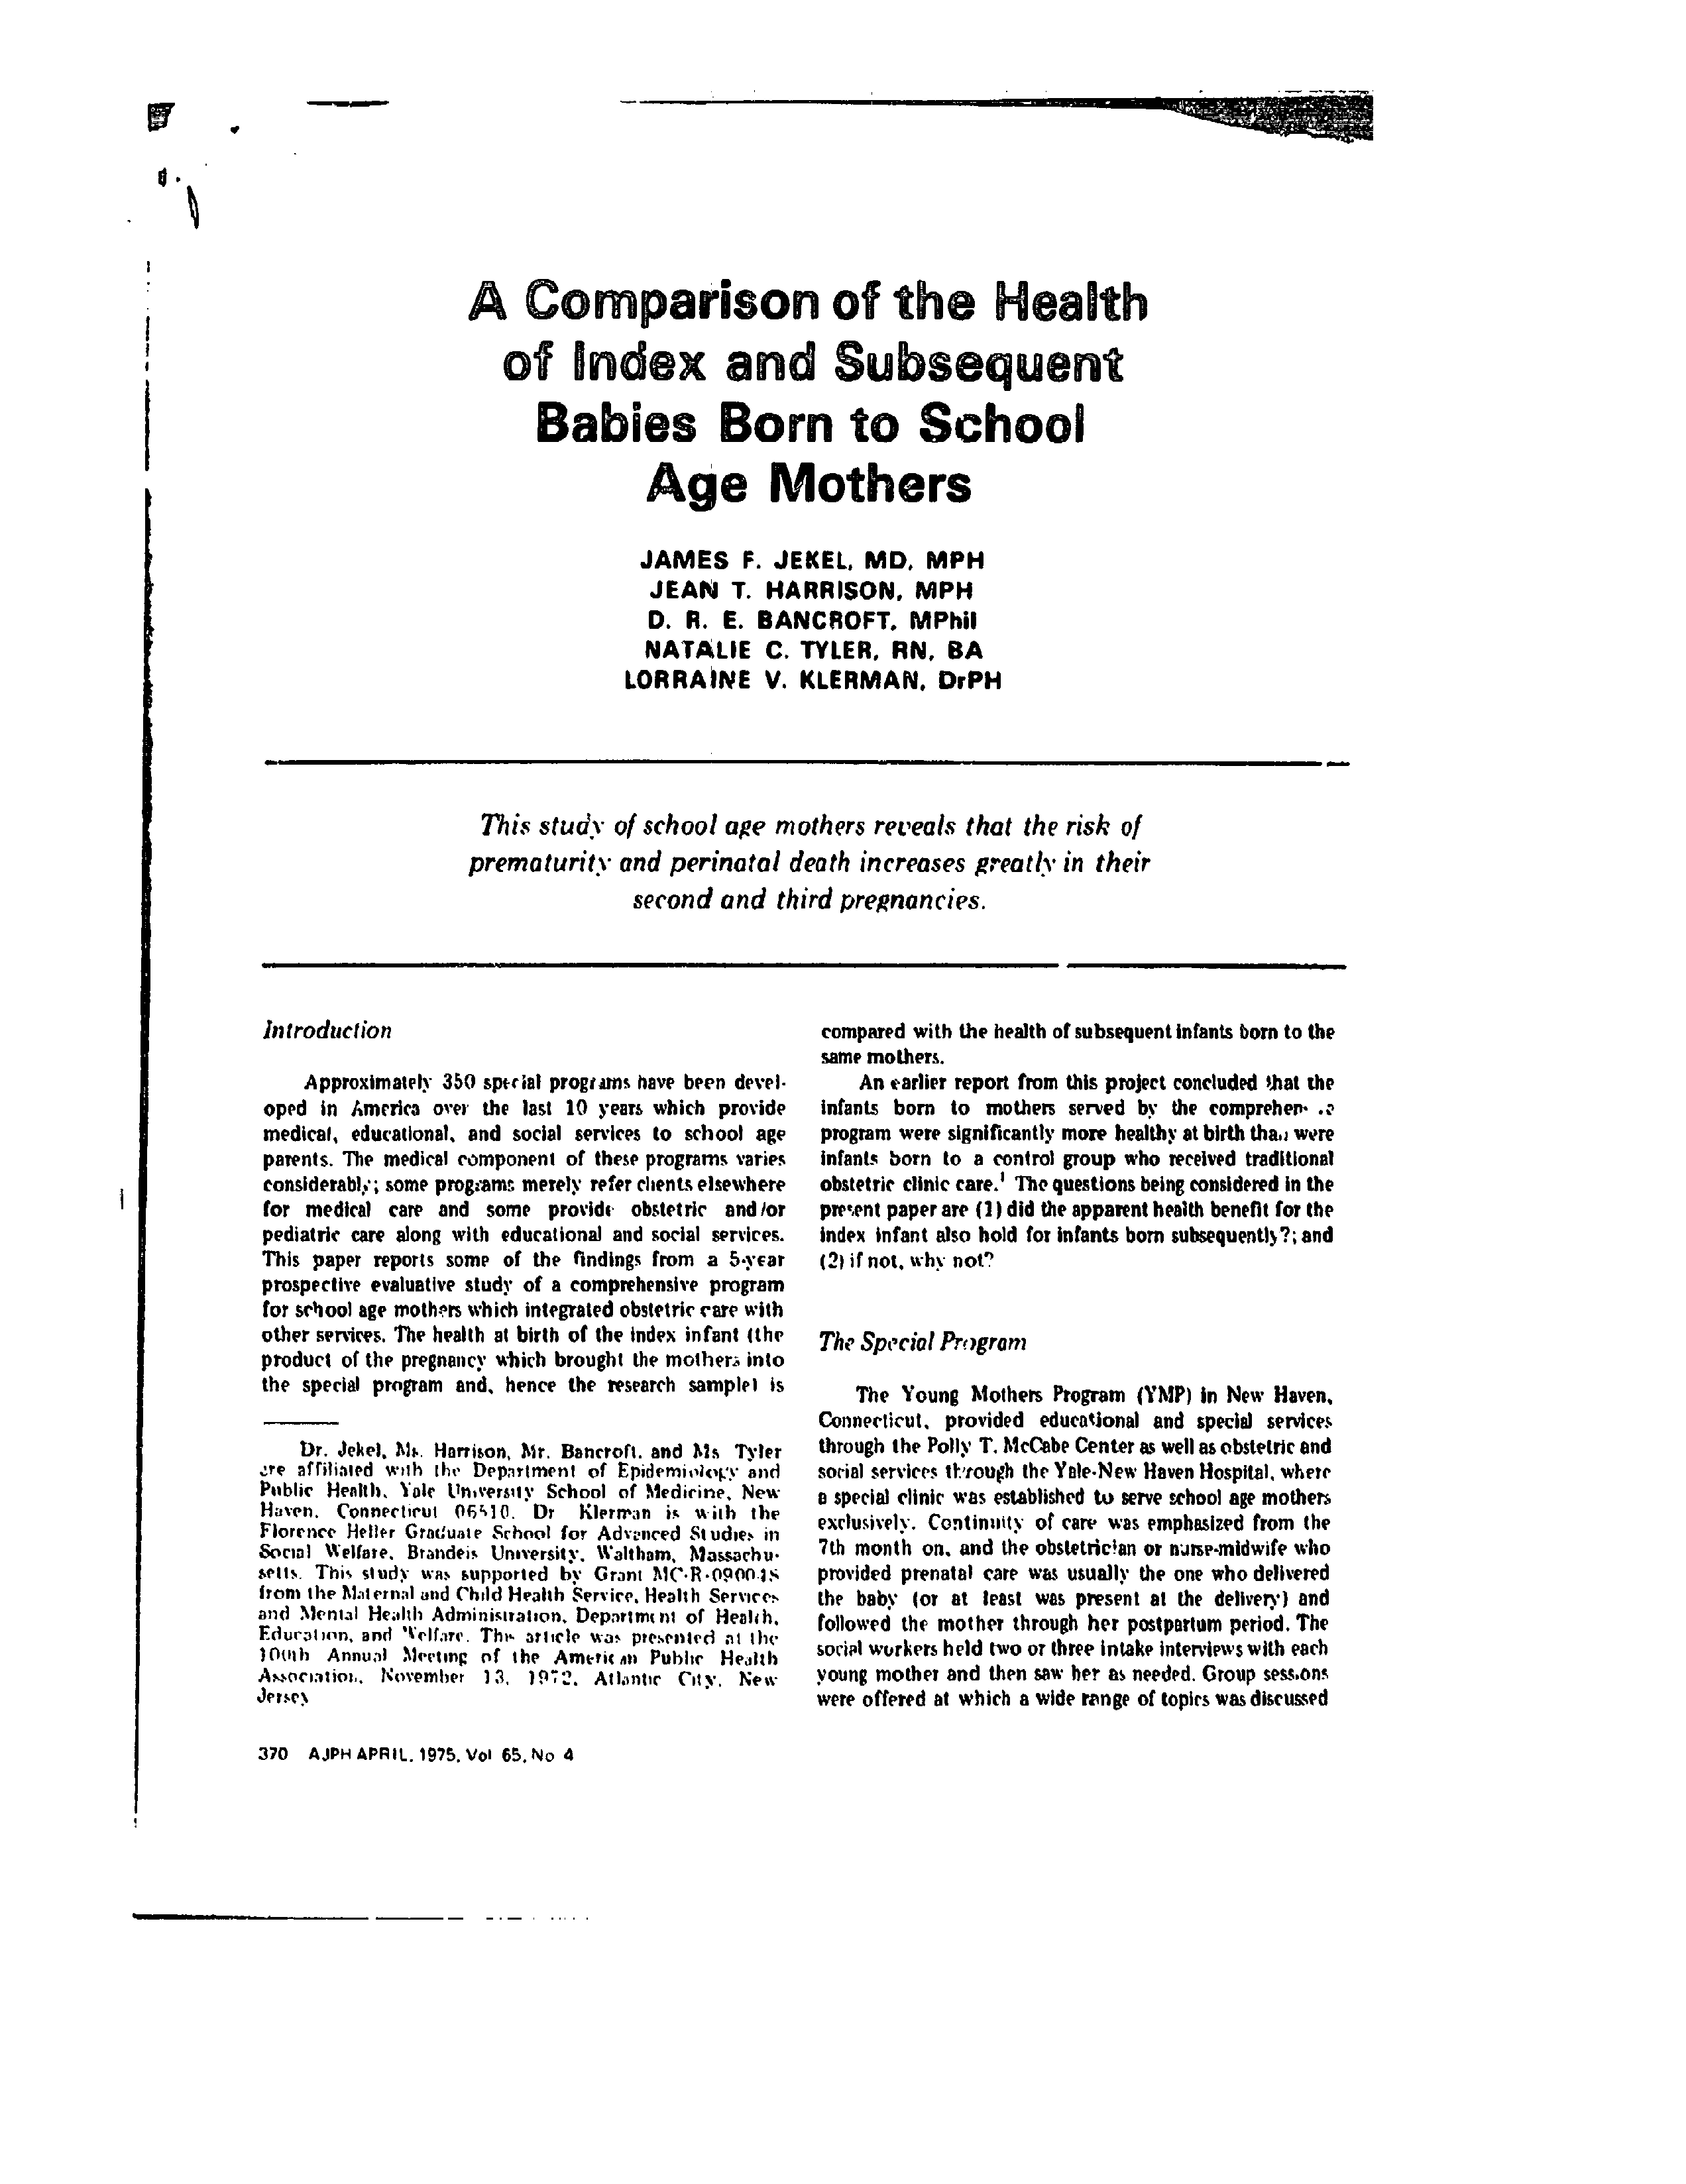 A Comparison of the Health
of Index and Subsequent
Babies Born to School
Age Mothers
JAMES F. JEKEL, MD, MPH
JEAN T. HARRISON, MPH
D. R. E. BANCROFT, MPhil
NATALIE C. TYLER, RN, BA
LORRAINE V. KLERMAN, DrPH
This study of school age mothers reveals that the risk of
prematurity and perinatal death increases greatly in their
second and third pregnancies.
Introduction
Approximately 350 special programs have been devel-
oped in America over the last 10 years which provide
medical, educational, and social services to school age
parents. The medical component of these programs varies
considerably; some programs merely refer clients elsewhere
for medical care and some provide obstetric and/or
pediatric care along with educational and social services.
This paper reports some of the findings from a 5-year
prospective evaluative study of a comprehensive program
for school age mothers which integrated obstetric care with
other services. The health at birth of the index infant (the
product of the pregnancy which brought the mothers into
the special program and, hence the research sample) is
Dr. Jekel, Ms. Harrison, Mr. Bancroft, and Ms Tyler
are affiliated with the Department of Epidemiology and
Public Health, Yale University School of Medicine, New
Haven, Connecticut 06510. Dr Klerman is with the
Florence Heller Graduate School for Advanced Studies in
Social Welfare, Brandeis University, Waltham, Massachu-
setts. This study was supported by Grant
from the Maternal and Child Health Service, Health Services
and Mental Health Administration, Department of Health,
Education, and Welfare. This article was presented at the
100th Annual Meeting of the American Public Health
Association, November 13, 1972, Atlantic City, New
Jersey
370 AJPH APRIL, 1975, Vol 65, No 4
compared with the health of subsequent infants born to the
same mothers.
An earlier report from this project concluded that the
infants born to mothers served by the
program were significantly more healthy at birth than were
infants born to a control group who received traditional
obstetric clinic care.1 The questions being considered in the
present paper are (1) did the apparent health benefit for the
index infant also hold for infants born subsequently?; and
(2) if not, why not?
The Special Program
The Young Mothers Program (YMP) in New Haven,
Connecticut, provided educational and special services
through the Polly T. McCabe Center as well as obstetric and
social services through the Yale-New Haven Hospital, where
a special clinic was established to serve school age mothers
exclusively. Continuity of care was emphasized from the
7th month on, and the obstetrician or nurse-midwife who
provided prenatal care was usually the one who delivered
the baby (or at least was present at the delivery) and
followed the mother through her postpartum period. The
social workers held two or three intake interviews with each
young mother and then saw her as needed. Group sessions
were offered at which a wide range of topics was discussed